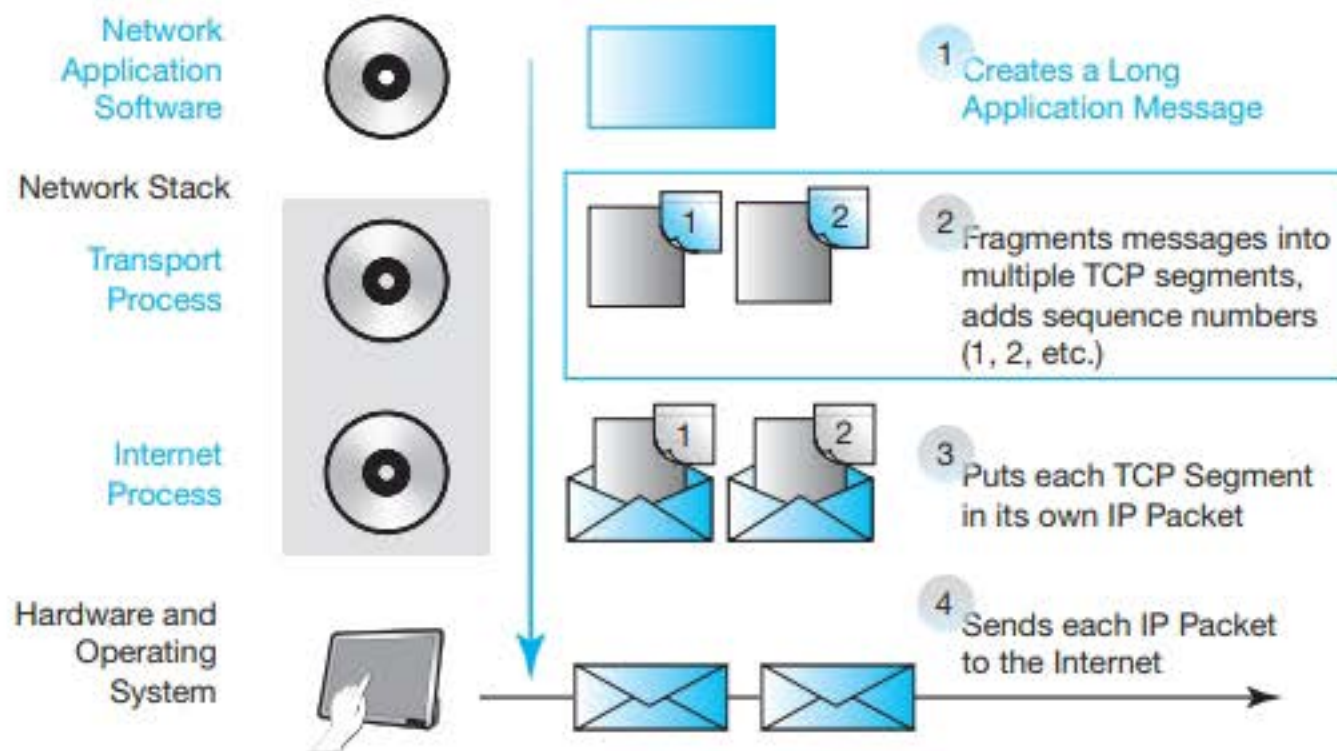 Network
Application
Software
1
Creates a Long
Application Message
Network Stack
Transport
Process
1
2
2
Fragments messages into
multiple TCP segments,
adds sequence numbers
(1, 2, etc.)
Internet
Process
1
2
3
Puts each TCP Segment
in its own IP Packet
Hardware and
Operating
System
4
Sends each IP Packet
to the Internet